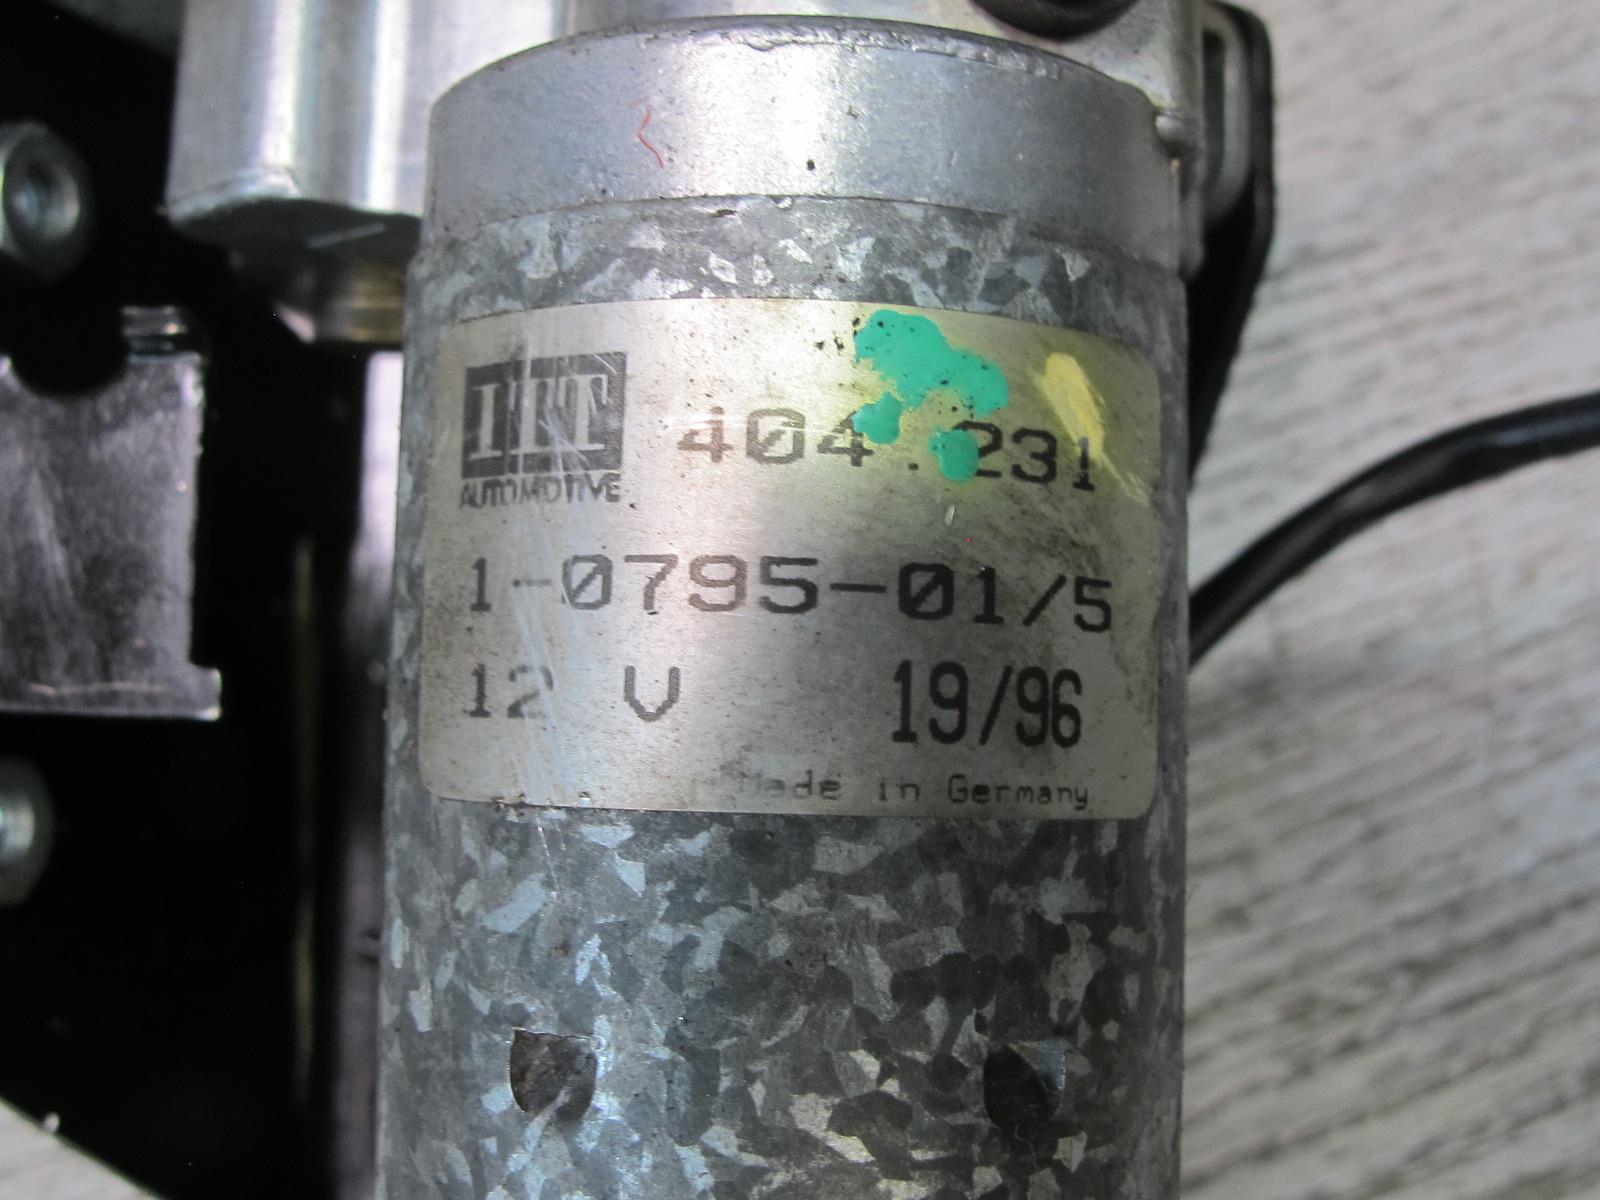 ITT
AUTOMOTIVE
404.231
1-0795-01/5
12 V 19/96
Made in Germany